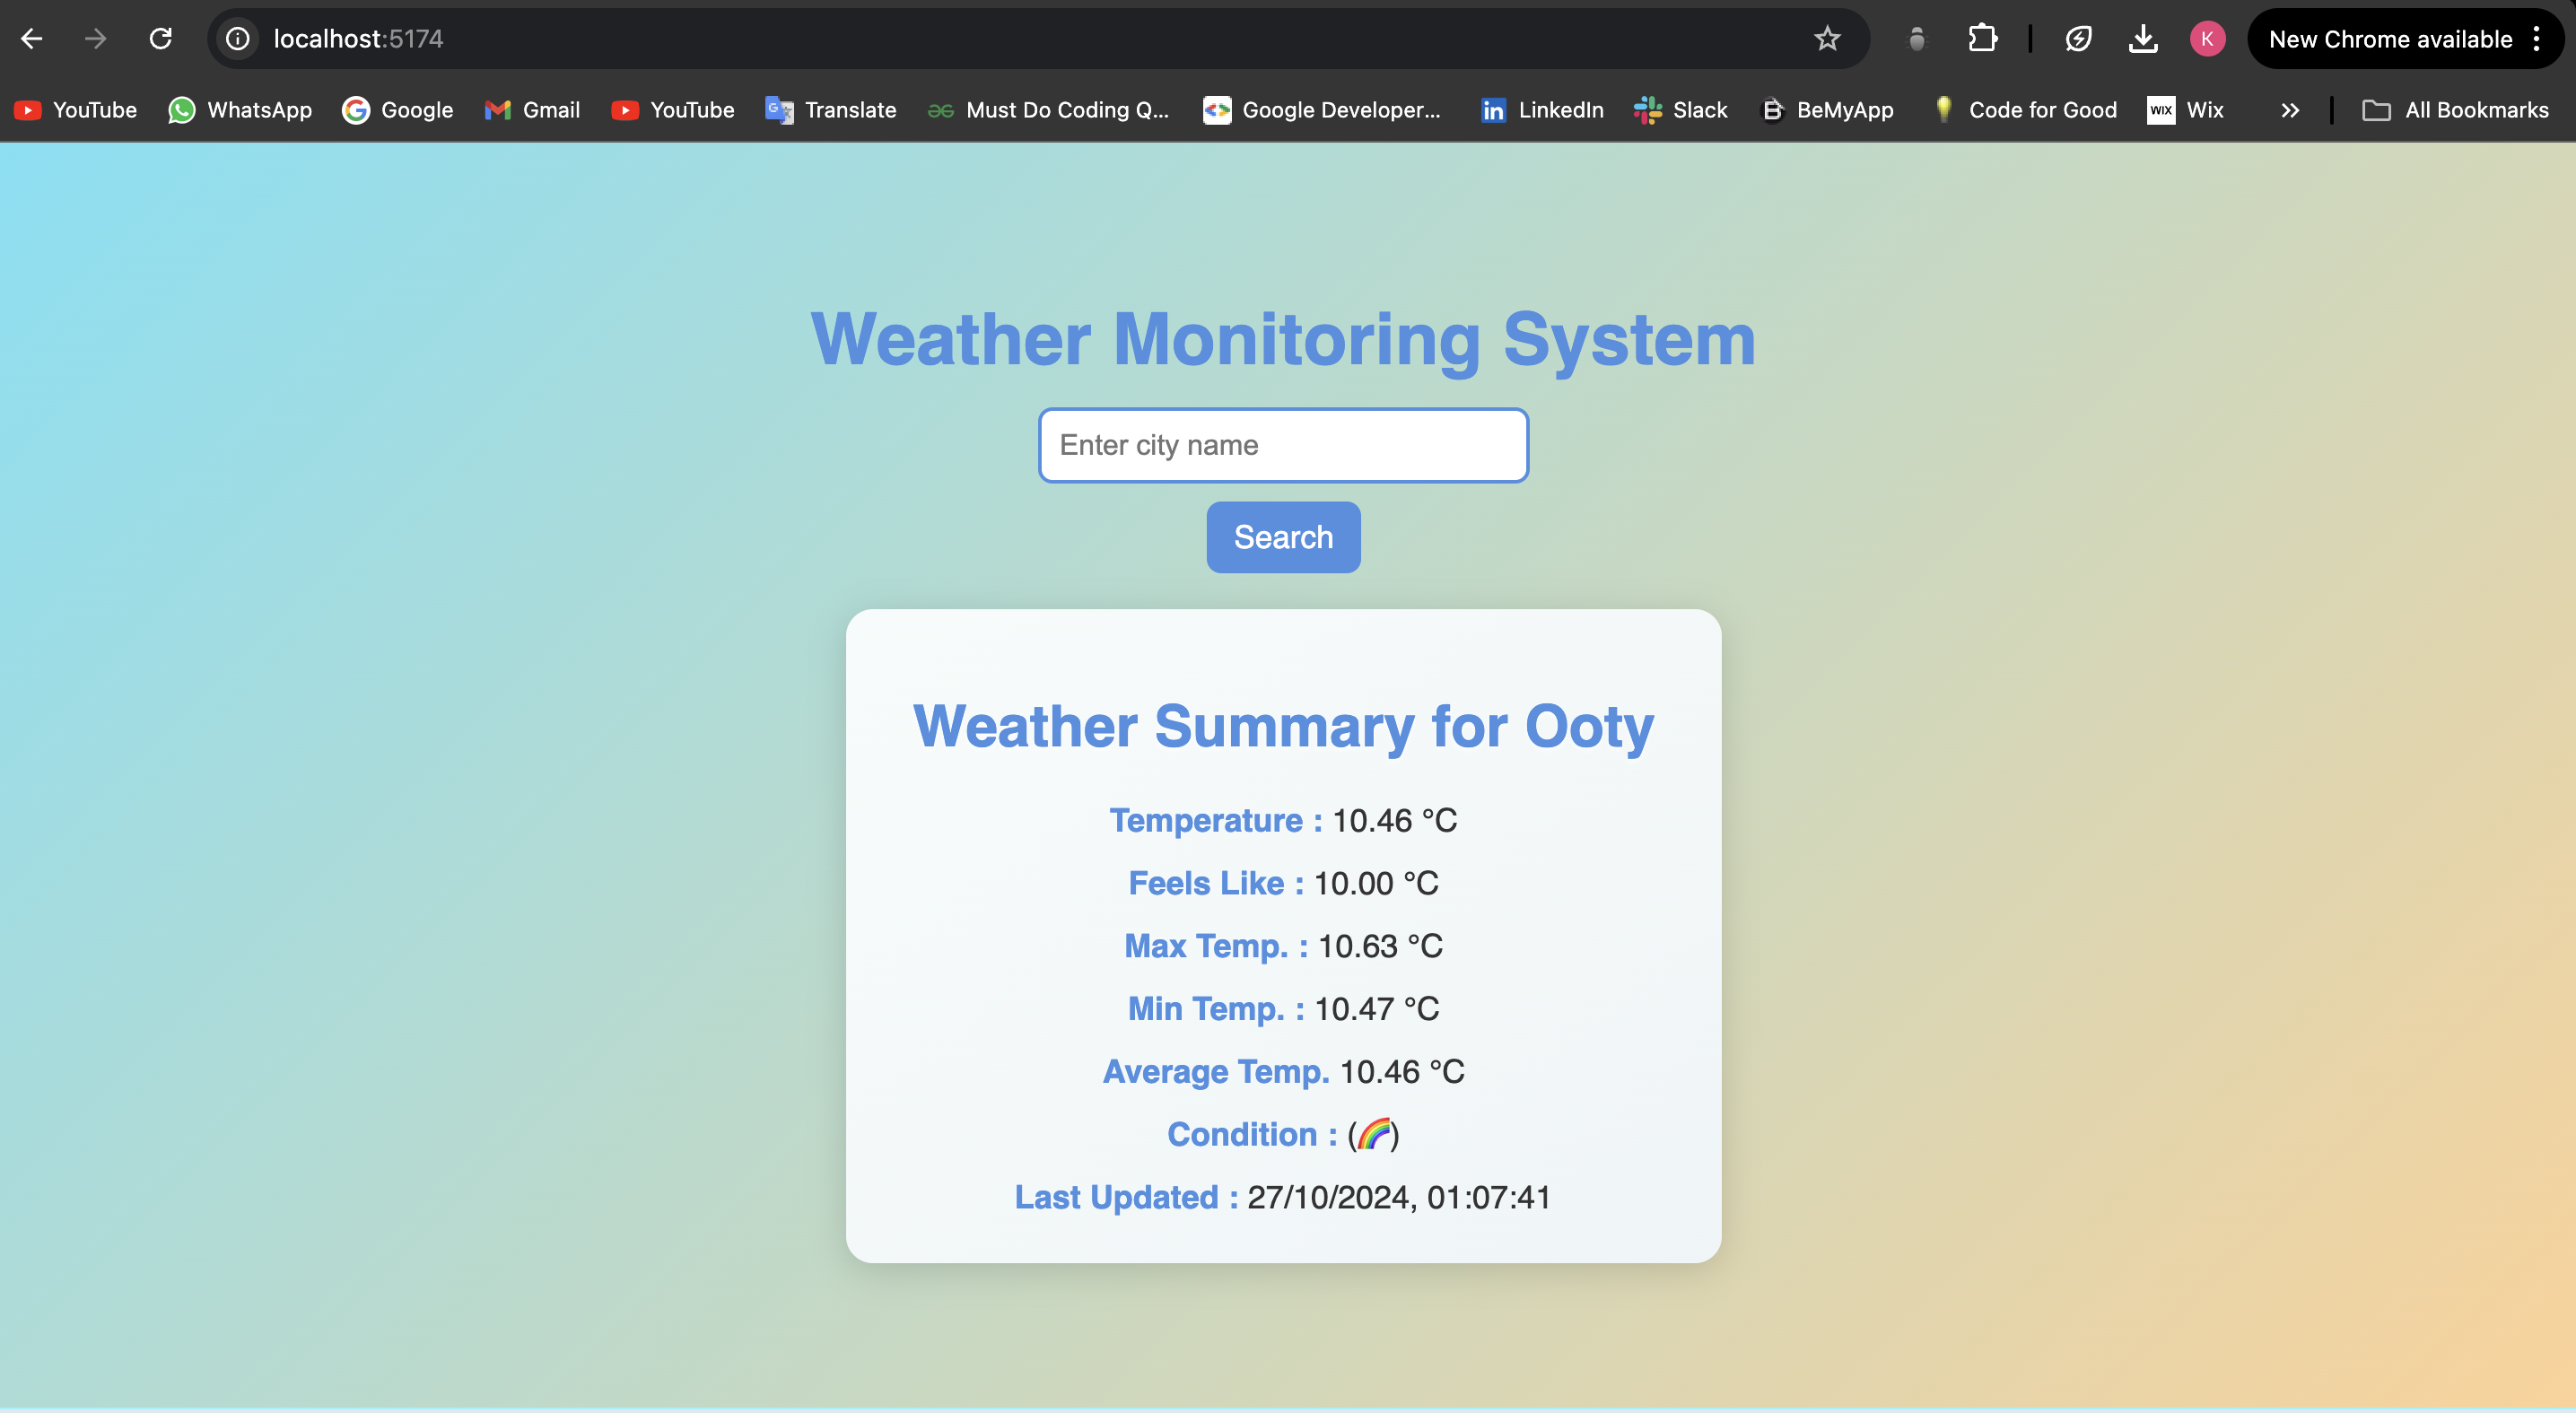 localhost:5174
New Chrome available
YouTube WhatsApp Google Gmail YouTube Translate Must Do Coding Q... Google Developer... LinkedIn Slack BeMyApp Code for Good Wix All Bookmarks
Weather Monitoring System
Enter city name
Search
Weather Summary for Ooty
Temperature : 10.46 °C
Feels Like : 10.00 °C
Max Temp. : 10.63 °C
Min Temp. : 10.47 °C
Average Temp. 10.46 °C
Condition : (🌈)
Last Updated : 27/10/2024, 01:07:41